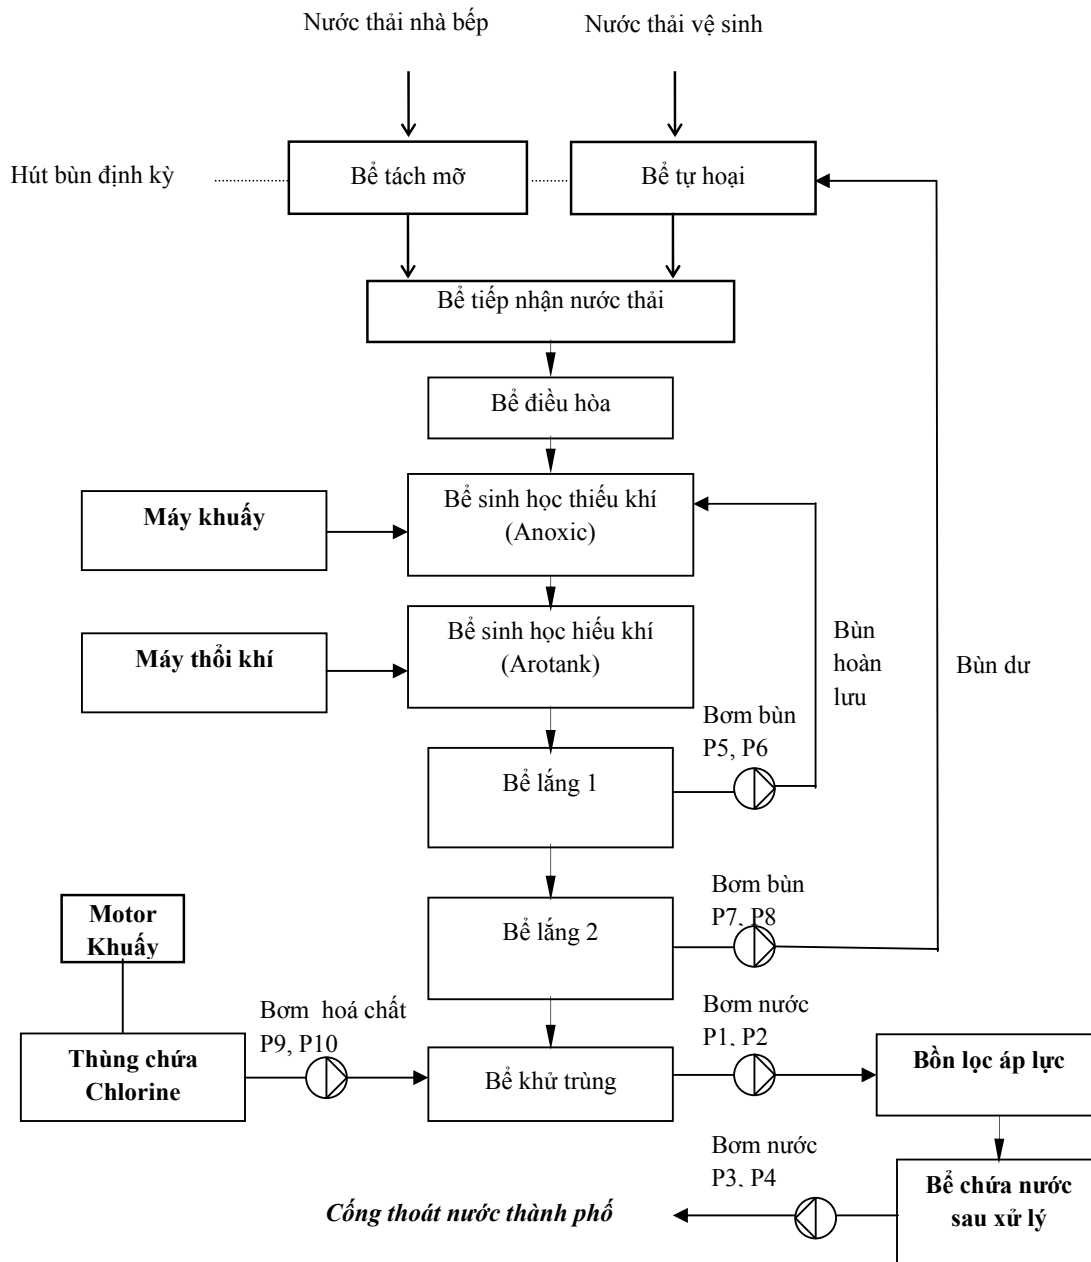 Nước thải nhà bếp
Nước thải vệ sinh
Hút bùn định kỳ
Bể tách mỡ
Bể tự hoại
Bể tiếp nhận nước thải
Bể điều hòa
Máy khuấy
Bể sinh học thiếu khí
(Anoxic)
Máy thổi khí
Bể sinh học hiếu khí
(Arotank)
Bùn
hoàn
lưu
Bùn dư
Bơm bùn
P5, P6
Bể lắng 1
Bơm bùn
P7, P8
Bể lắng 2
Motor
Khuấy
Bơm hoá chất
P9, P10
Thùng chứa
Chlorine
Bể khử trùng
Bơm nước
P1, P2
Bồn lọc áp lực
Bơm nước
P3, P4
Bể chứa nước
sau xử lý
Cống thoát nước thành phố